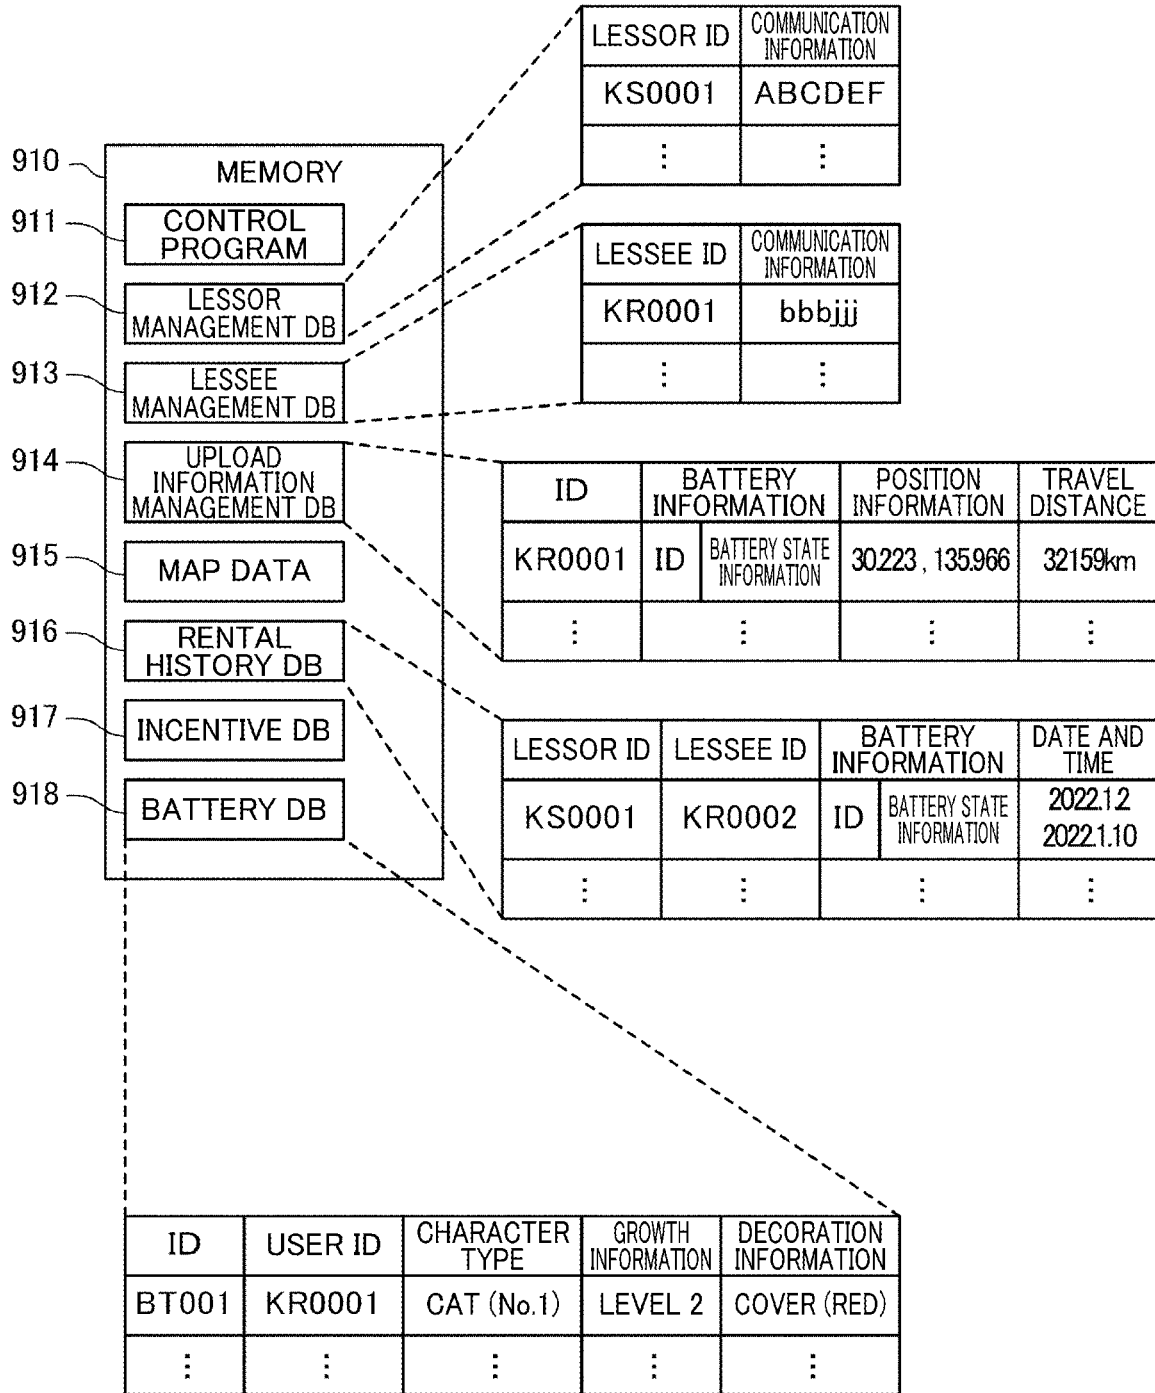 910
MEMORY
911
CONTROL
PROGRAM
912
LESSOR
MANAGEMENT DB
913
LESSEE
MANAGEMENT DB
914
UPLOAD
INFORMATION
MANAGEMENT DB
915
MAP DATA
916
RENTAL
HISTORY DB
917
INCENTIVE DB
918
BATTERY DB
LESSOR ID
COMMUNICATION
INFORMATION
KS0001
ABCDEF
⋮
⋮
LESSEE ID
COMMUNICATION
INFORMATION
KR0001
bbbjjj
⋮
⋮
ID
BATTERY
INFORMATION
POSITION
INFORMATION
TRAVEL
DISTANCE
KR0001
ID
BATTERY STATE
INFORMATION
30.223 , 135.966
32159km
⋮
⋮
⋮
⋮
LESSOR ID
LESSEE ID
BATTERY
INFORMATION
DATE AND
TIME
KS0001
KR0002
ID
BATTERY STATE
INFORMATION
2022.1.2
2022.1.10
⋮
⋮
⋮
⋮
ID
USER ID
CHARACTER
TYPE
GROWTH
INFORMATION
DECORATION
INFORMATION
BT001
KR0001
CAT (No.1)
LEVEL 2
COVER (RED)
⋮
⋮
⋮
⋮
⋮